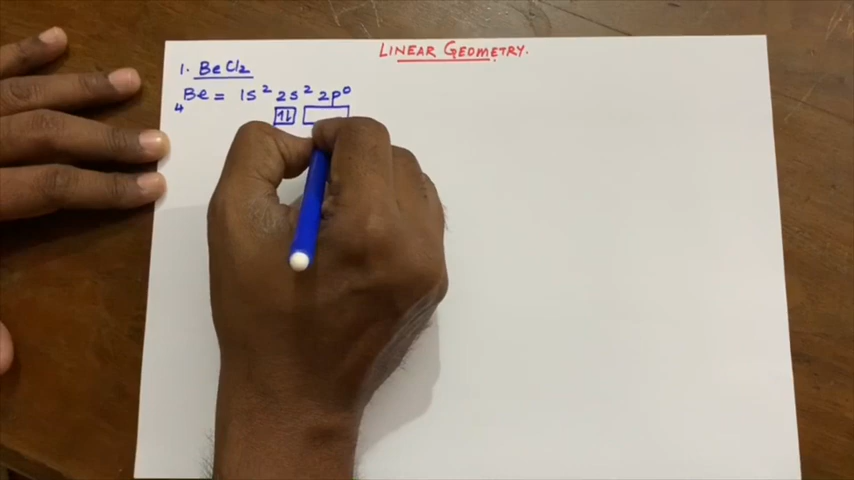 LINEAR GEOMETRY.
1. BeCl₂
₄Be = 1s² 2s² 2p⁰
↿⇂